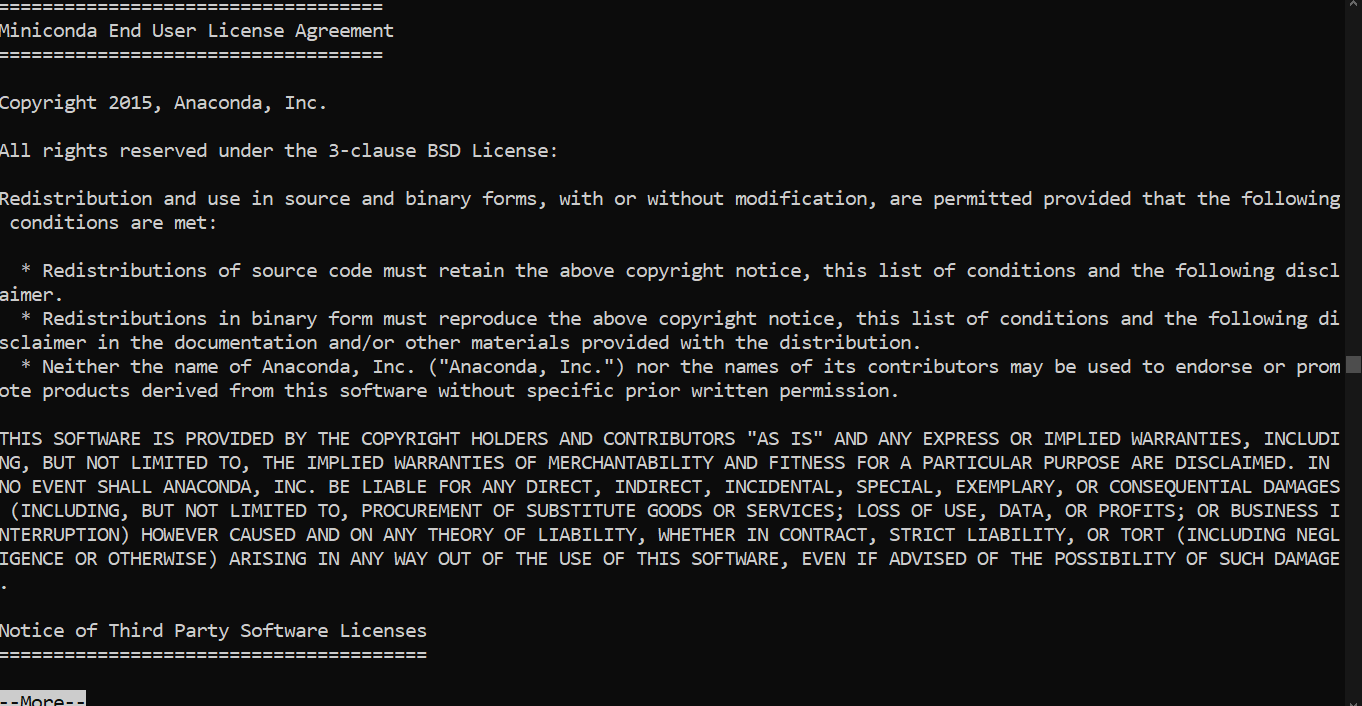 ===================================
Miniconda End User License Agreement
===================================
Copyright 2015, Anaconda, Inc.
All rights reserved under the 3-clause BSD License:
Redistribution and use in source and binary forms, with or without modification, are permitted provided that the following
 conditions are met:
  * Redistributions of source code must retain the above copyright notice, this list of conditions and the following discl
aimer.
  * Redistributions in binary form must reproduce the above copyright notice, this list of conditions and the following di
sclaimer in the documentation and/or other materials provided with the distribution.
  * Neither the name of Anaconda, Inc. ("Anaconda, Inc.") nor the names of its contributors may be used to endorse or prom
ote products derived from this software without specific prior written permission.
THIS SOFTWARE IS PROVIDED BY THE COPYRIGHT HOLDERS AND CONTRIBUTORS "AS IS" AND ANY EXPRESS OR IMPLIED WARRANTIES, INCLUDI
NG, BUT NOT LIMITED TO, THE IMPLIED WARRANTIES OF MERCHANTABILITY AND FITNESS FOR A PARTICULAR PURPOSE ARE DISCLAIMED. IN
NO EVENT SHALL ANACONDA, INC. BE LIABLE FOR ANY DIRECT, INDIRECT, INCIDENTAL, SPECIAL, EXEMPLARY, OR CONSEQUENTIAL DAMAGES
 (INCLUDING, BUT NOT LIMITED TO, PROCUREMENT OF SUBSTITUTE GOODS OR SERVICES; LOSS OF USE, DATA, OR PROFITS; OR BUSINESS I
NTERRUPTION) HOWEVER CAUSED AND ON ANY THEORY OF LIABILITY, WHETHER IN CONTRACT, STRICT LIABILITY, OR TORT (INCLUDING NEGL
IGENCE OR OTHERWISE) ARISING IN ANY WAY OUT OF THE USE OF THIS SOFTWARE, EVEN IF ADVISED OF THE POSSIBILITY OF SUCH DAMAGE
.
Notice of Third Party Software Licenses
=======================================
--More--